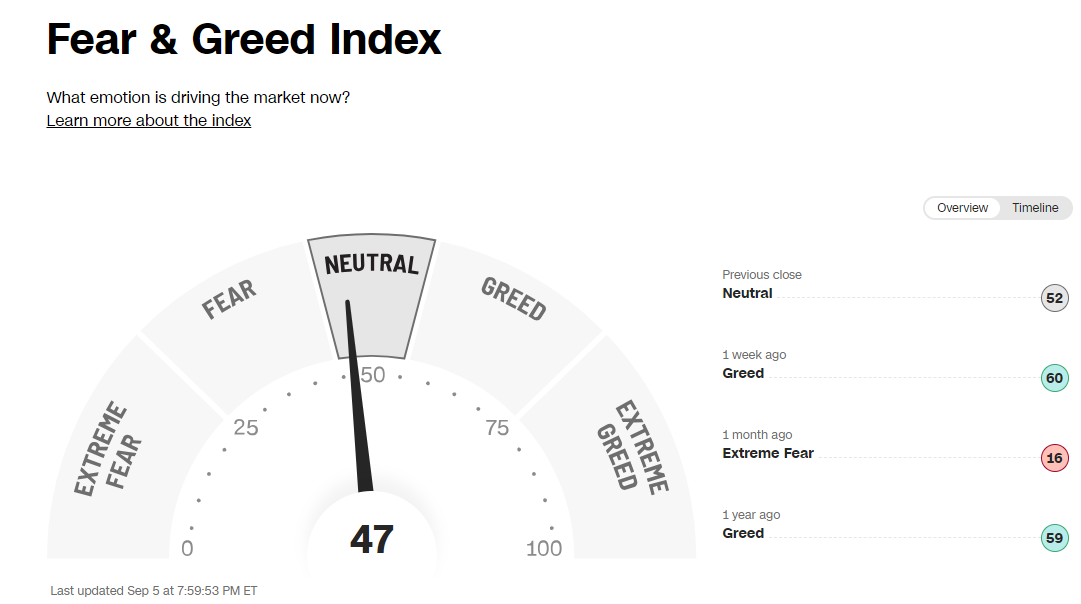 Fear & Greed Index
What emotion is driving the market now?
Learn more about the index
Overview
Timeline
EXTREME
FEAR
FEAR
NEUTRAL
GREED
EXTREME
GREED
0
25
50
75
100
47
Last updated Sep 5 at 7:59:53 PM ET
Previous close
Neutral 52
1 week ago
Greed 60
1 month ago
Extreme Fear 16
1 year ago
Greed 59